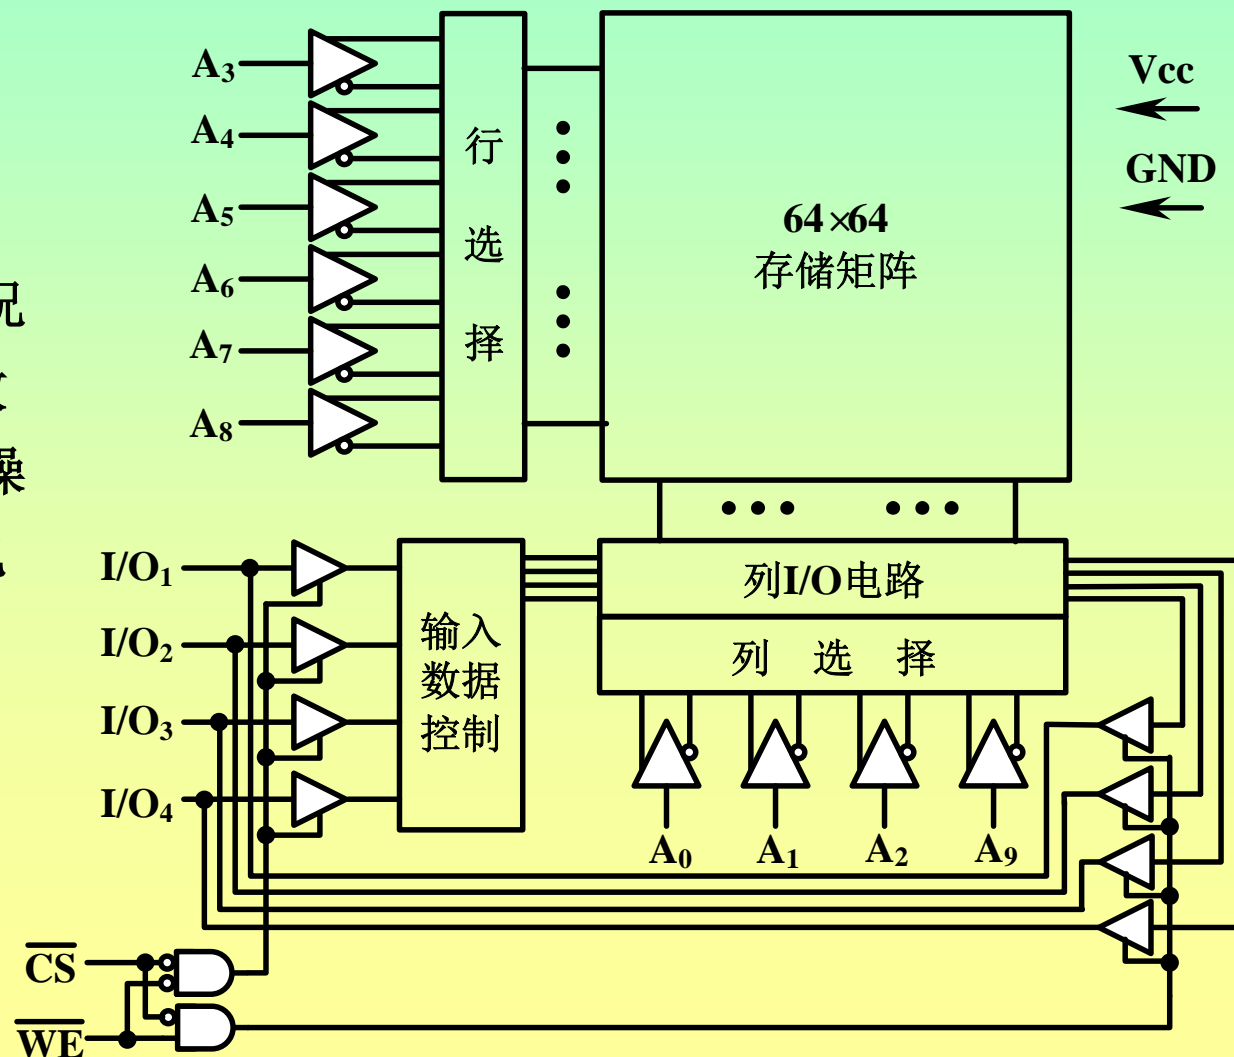 A3
A4
A5
A6
A7
A8
行
选
择
64×64
存储矩阵
Vcc
GND
况
操
I/O1
I/O2
I/O3
I/O4
输入
数据
控制
列I/O电路
列 选 择
A0 A1 A2 A9
CS
WE